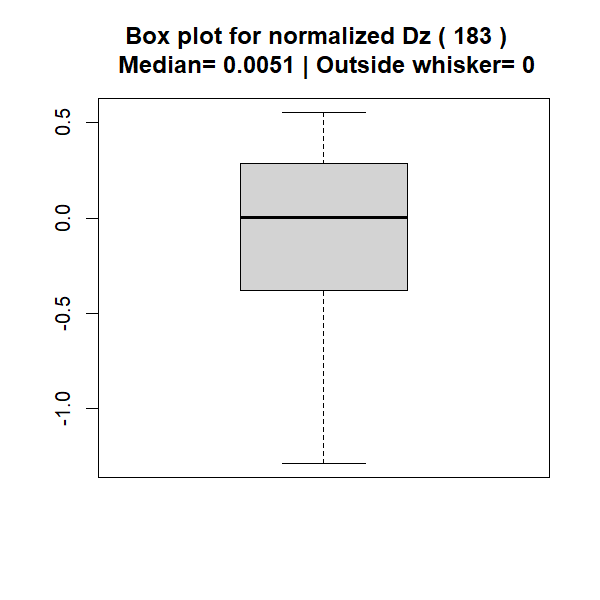 Box plot for normalized Dz ( 183 )
Median= 0.0051 | Outside whisker= 0
0.5
0.0
-0.5
-1.0